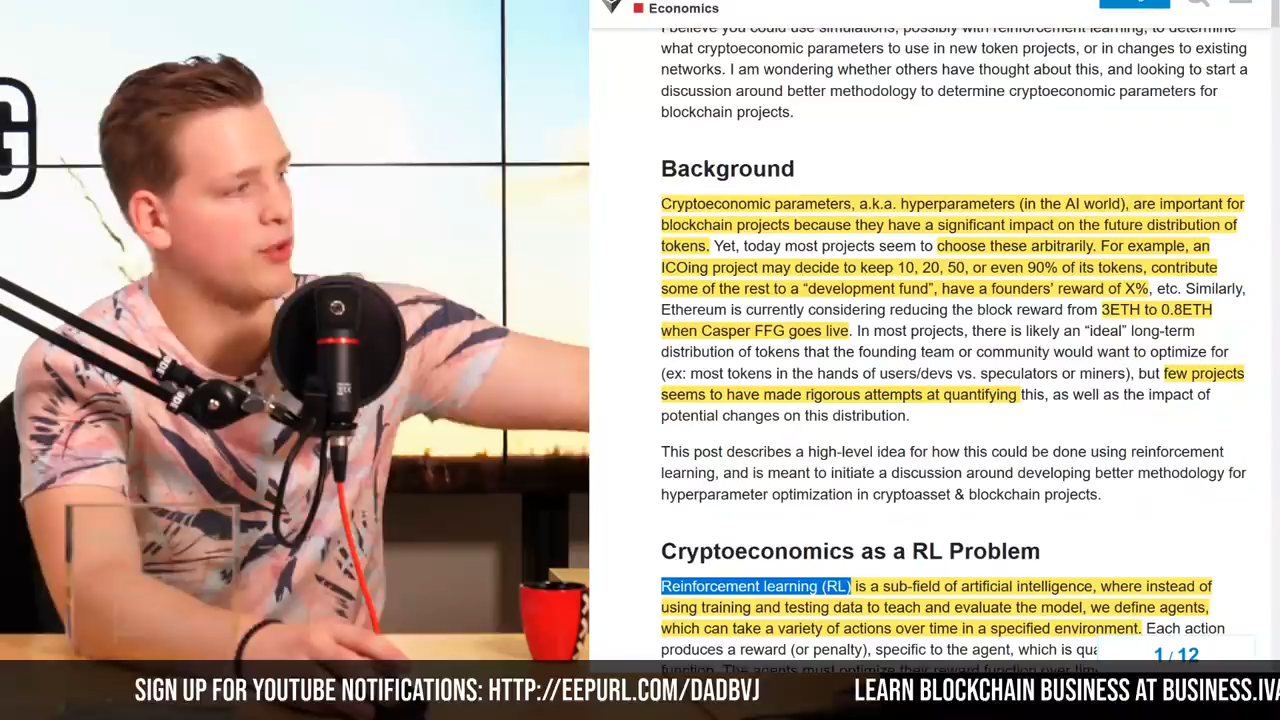 Economics
I believe you could use simulations, possibly with reinforcement learning, to determine
what cryptoeconomic parameters to use in new token projects, or in changes to existing
networks. I am wondering whether others have thought about this, and looking to start a
discussion around better methodology to determine cryptoeconomic parameters for
blockchain projects.
Background
Cryptoeconomic parameters, a.k.a. hyperparameters (in the AI world), are important for
blockchain projects because they have a significant impact on the future distribution of
tokens. Yet, today most projects seem to choose these arbitrarily. For example, an
ICOing project may decide to keep 10, 20, 50, or even 90% of its tokens, contribute
some of the rest to a “development fund”, have a founders’ reward of X%, etc. Similarly,
Ethereum is currently considering reducing the block reward from 3ETH to 0.8ETH
when Casper FFG goes live. In most projects, there is likely an “ideal” long-term
distribution of tokens that the founding team or community would want to optimize for
(ex: most tokens in the hands of users/devs vs. speculators or miners), but few projects
seems to have made rigorous attempts at quantifying this, as well as the impact of
potential changes on this distribution.
This post describes a high-level idea for how this could be done using reinforcement
learning, and is meant to initiate a discussion around developing better methodology for
hyperparameter optimization in cryptoasset & blockchain projects.
Cryptoeconomics as a RL Problem
Reinforcement learning (RL) is a sub-field of artificial intelligence, where instead of
using training and testing data to teach and evaluate the model, we define agents,
which can take a variety of actions over time in a specified environment. Each action
produces a reward (or penalty), specific to the agent, which is qua
function. The agents must optimize their reward function over tim
1 / 12
SIGN UP FOR YOUTUBE NOTIFICATIONS: HTTP://EEPURL.COM/DADBVJ
LEARN BLOCKCHAIN BUSINESS AT BUSINESS.IVA